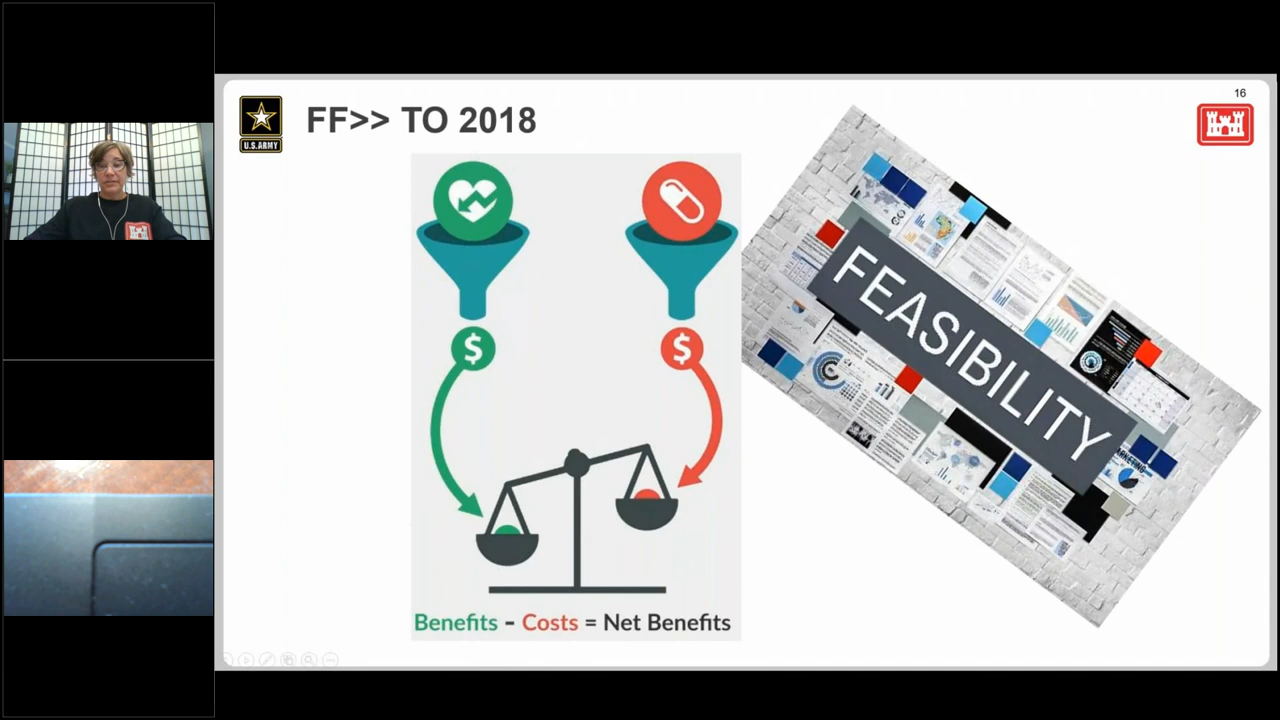 16
FF>> TO 2018
U.S.ARMY
$
$
FEASIBILITY
Benefits - Costs = Net Benefits